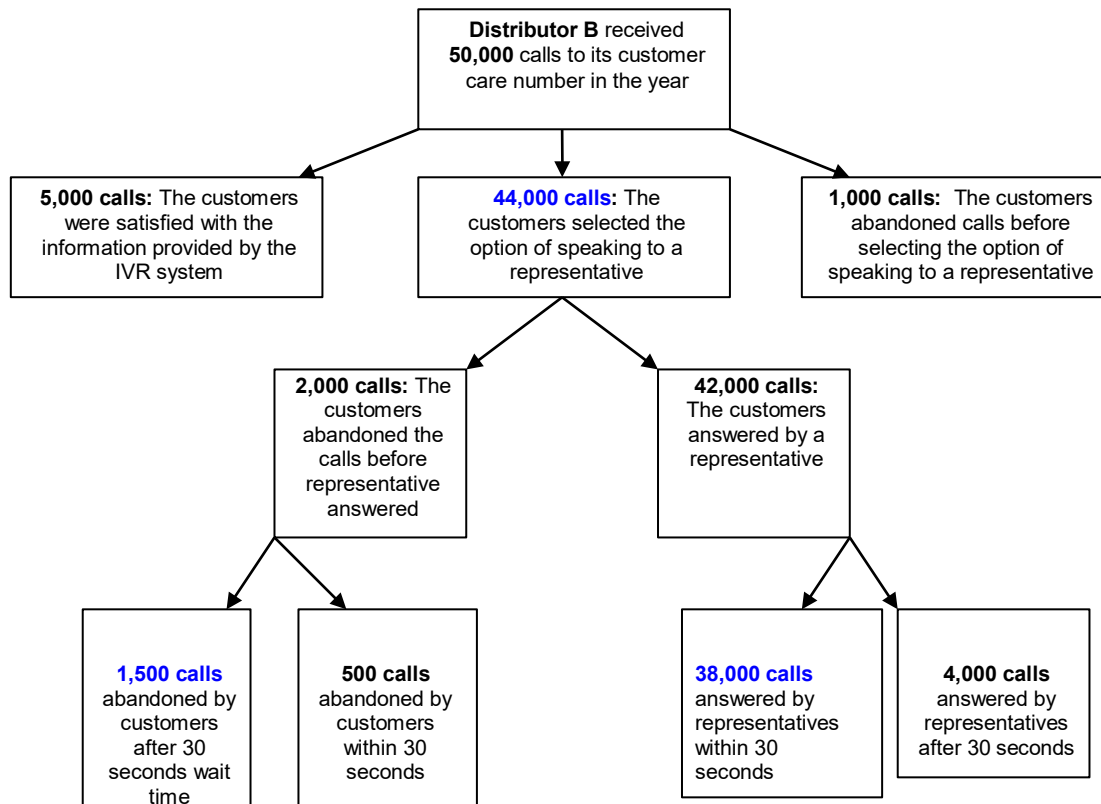 Distributor B received
50,000 calls to its customer
care number in the year
5,000 calls: The customers
were satisfied with the
information provided by the
IVR system
44,000 calls: The
customers selected the
option of speaking to a
representative
1,000 calls: The customers
abandoned calls before
selecting the option of
speaking to a representative
2,000 calls: The
customers
abandoned the
calls before
representative
answered
42,000 calls:
The customers
answered by a
representative
1,500 calls
abandoned by
customers
after 30
seconds wait
time
500 calls
abandoned by
customers
within 30
seconds
38,000 calls
answered by
representatives
within 30
seconds
4,000 calls
answered by
representatives
after 30 seconds